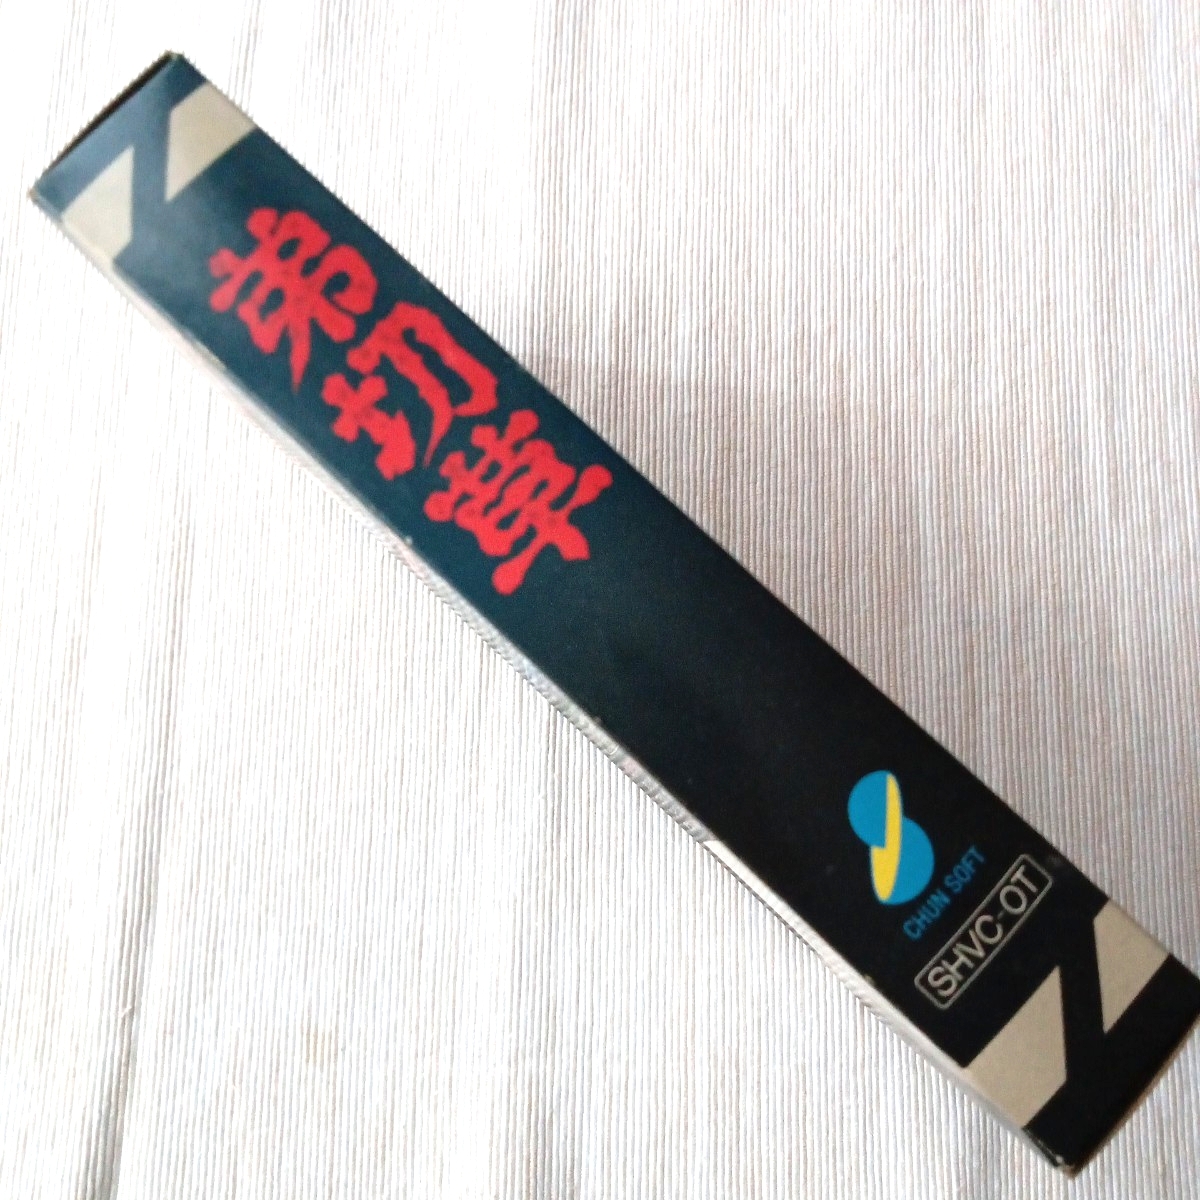 弟切草
CHUN SOFT
SHVC-OT
®